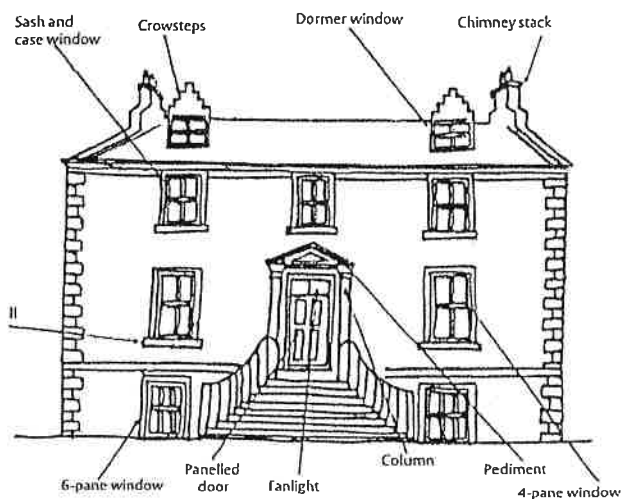 Sash and
case window
Crowsteps
Dormer window
Chimney stack
ll
6-pane window
Panelled
door
Fanlight
Column
Pediment
4-pane window